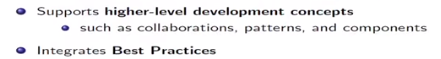 Supports higher-level development concepts
such as collaborations, patterns, and components
Integrates Best Practices